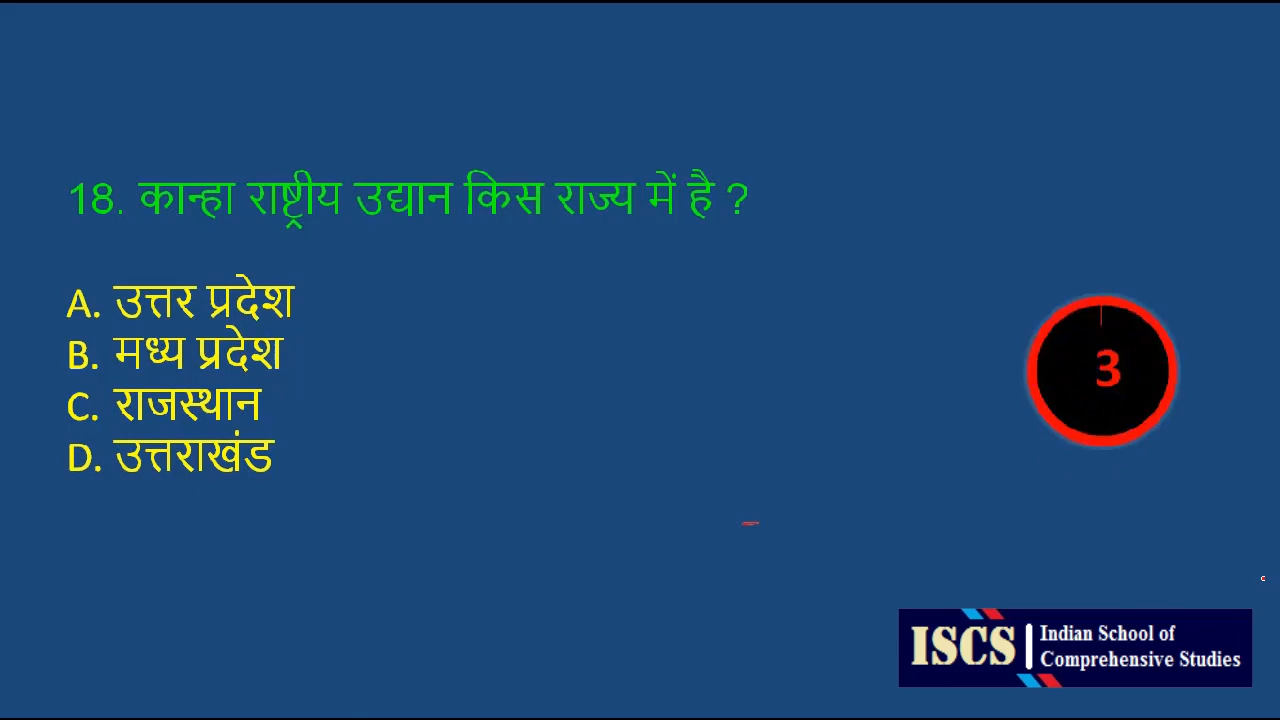 18. कान्हा राष्ट्रीय उद्यान किस राज्य में है ?
A. उत्तर प्रदेश
B. मध्य प्रदेश
C. राजस्थान
D. उत्तराखंड
3
ISCS
Indian School of
Comprehensive Studies